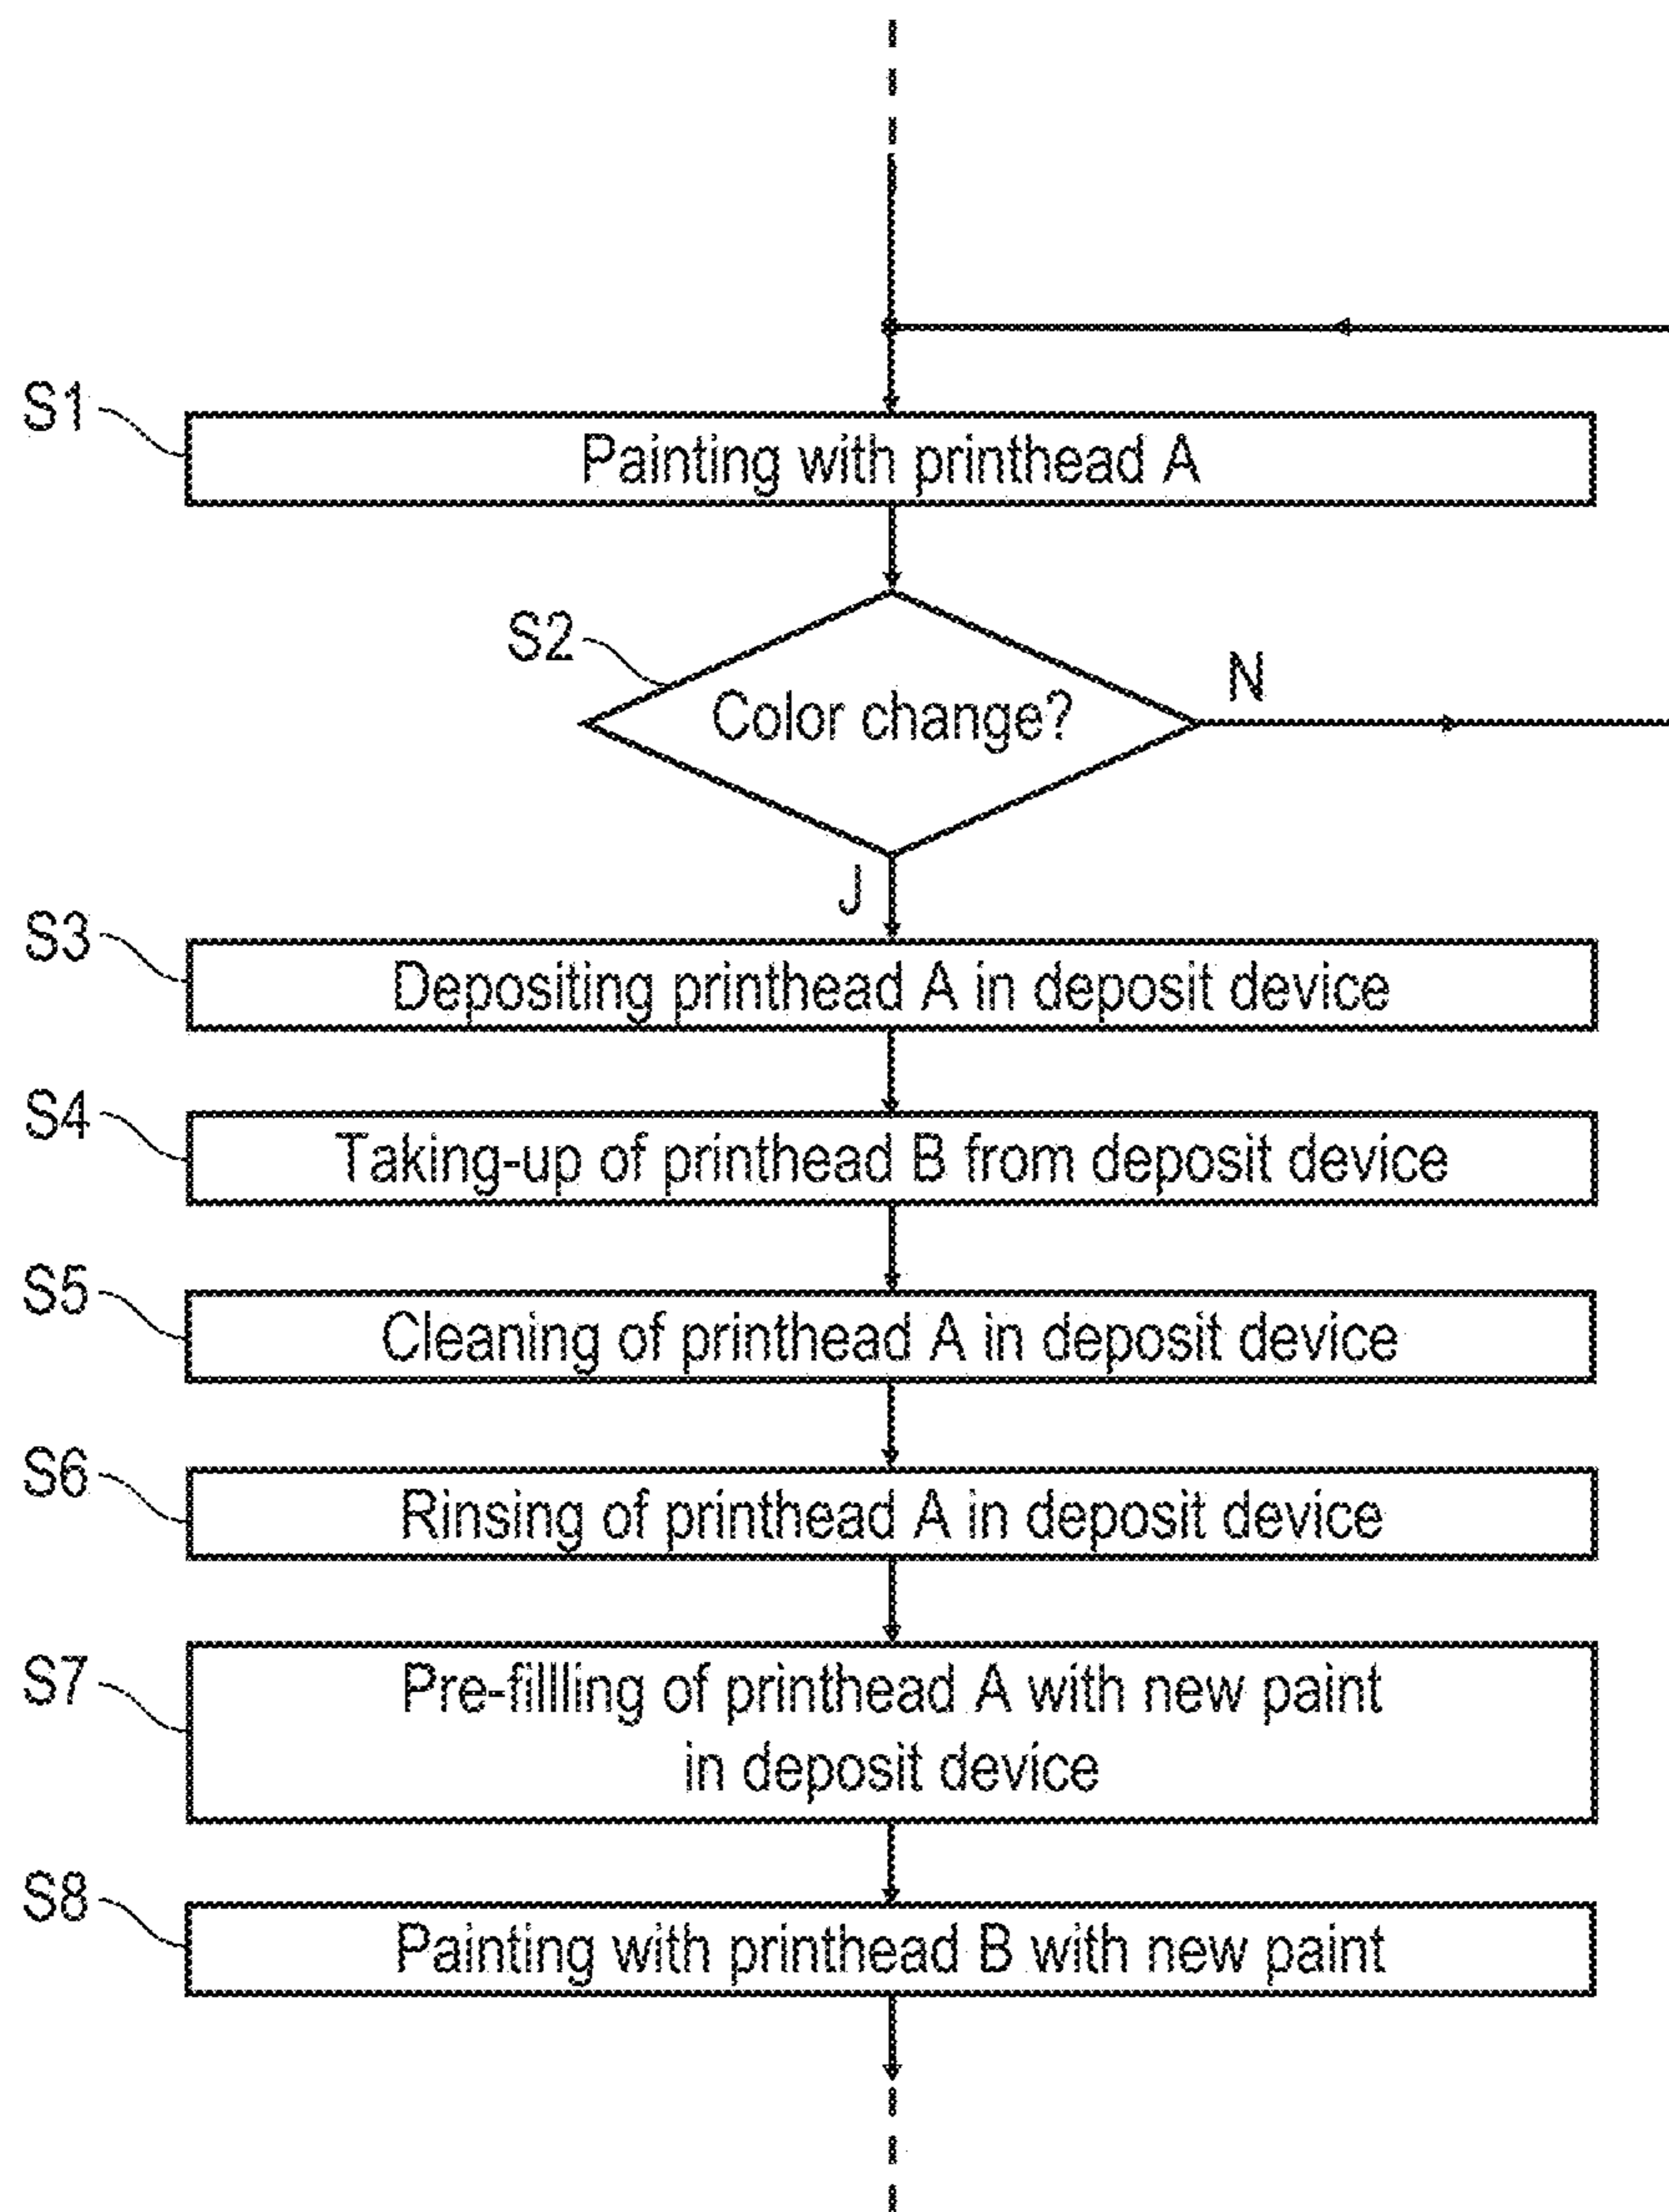 S1
Painting with printhead A
S2
Color change?
N
J
S3
Depositing printhead A in deposit device
S4
Taking-up of printhead B from deposit device
S5
Cleaning of printhead A in deposit device
S6
Rinsing of printhead A in deposit device
S7
Pre-fillling of printhead A with new paint
in deposit device
S8
Painting with printhead B with new paint